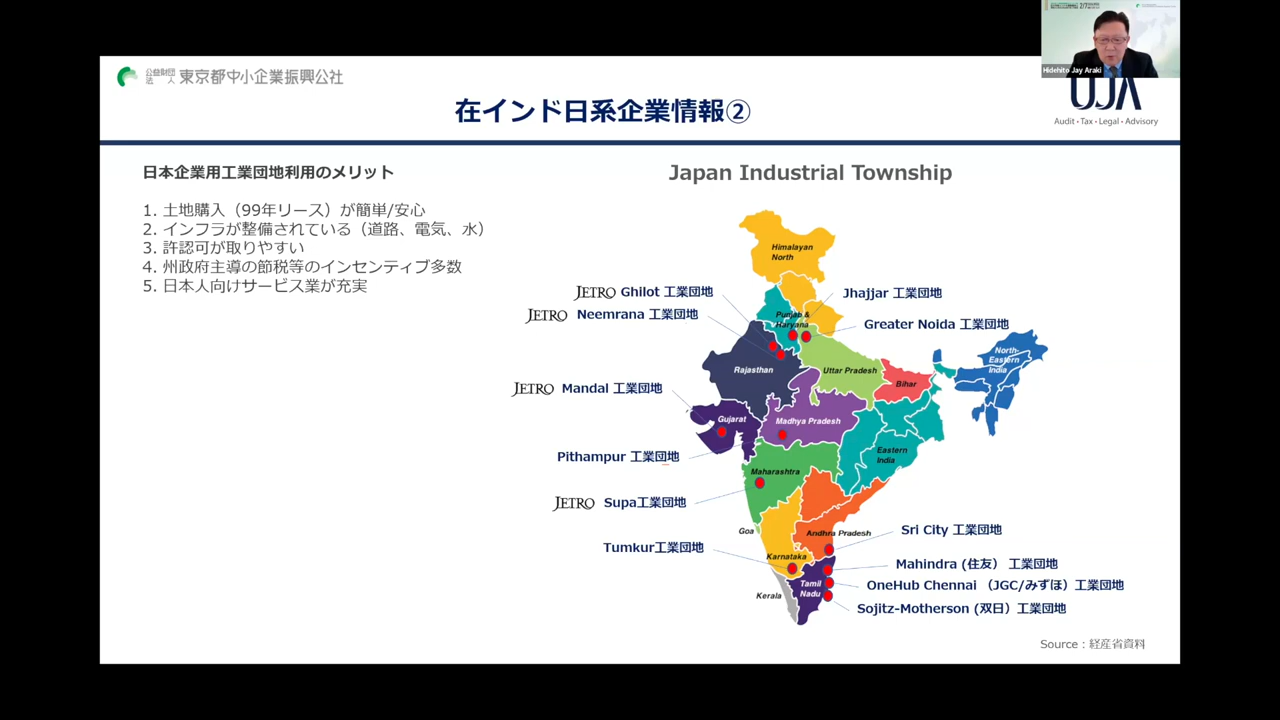 公益財団法人 東京都中小企業振興公社
Hidehito Jay Araki
UJA
Audit・Tax・Legal・Advisory
在インド日系企業情報②
日本企業用工業団地利用のメリット
1. 土地購入（99年リース）が簡単/安心
2. インフラが整備されている（道路、電気、水）
3. 許認可が取りやすい
4. 州政府主導の節税等のインセンティブ多数
5. 日本人向けサービス業が充実
Japan Industrial Township
Himalayan
North
JETRO Ghilot 工業団地
Jhajjar 工業団地
JETRO Neemrana 工業団地
Punjab &
Haryana
Greater Noida 工業団地
North-
Eastern
India
Rajasthan
Uttar Pradesh
Bihar
JETRO Mandal 工業団地
Gujarat
Madhya Pradesh
Pithampur 工業団地
Eastern
India
Maharashtra
JETRO Supa工業団地
Goa
Andhra Pradesh
Sri City 工業団地
Tumkur工業団地
Karnataka
Mahindra (住友） 工業団地
Tamil
Nadu
OneHub Chennai （JGC/みずほ）工業団地
Kerala
Sojitz-Motherson (双日）工業団地
Source：経産省資料